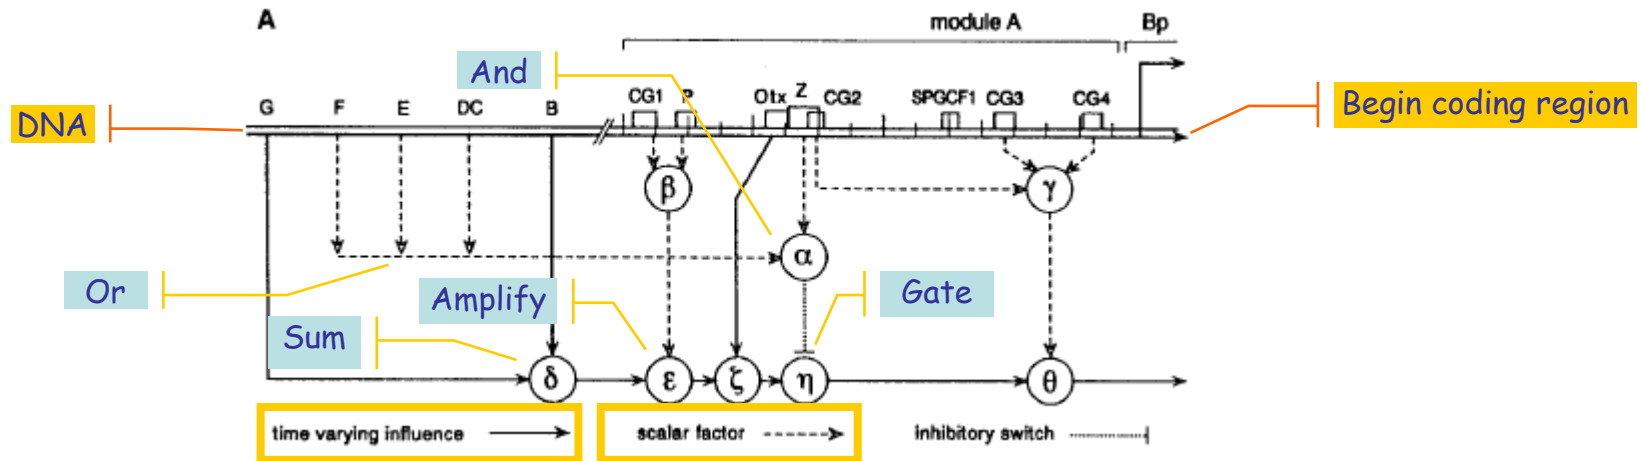 A
module A
Bp
And
G F E DC B
CG1 P Otx Z CG2 SPGCF1 CG3 CG4
DNA
Begin coding region
β
γ
α
Or
Amplify
Gate
Sum
δ ε ζ η θ
time varying influence
scalar factor
inhibitory switch